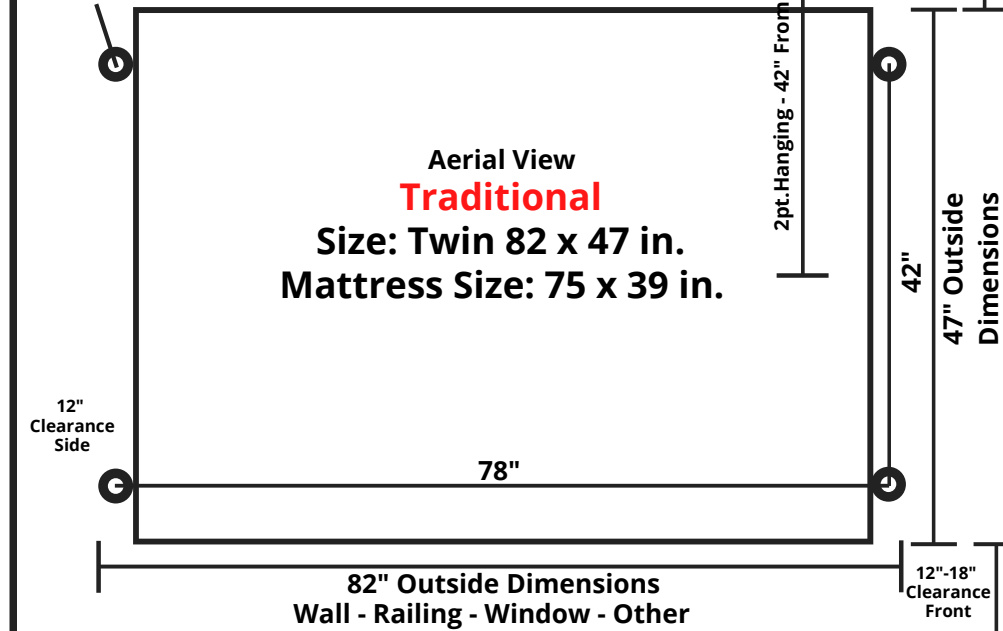 2pt.Hanging - 42" From
Aerial View
Traditional
Size: Twin 82 x 47 in.
Mattress Size: 75 x 39 in.
42"
47" Outside
Dimensions
12"
Clearance
Side
78"
82" Outside Dimensions
Wall - Railing - Window - Other
12"-18"
Clearance
Front